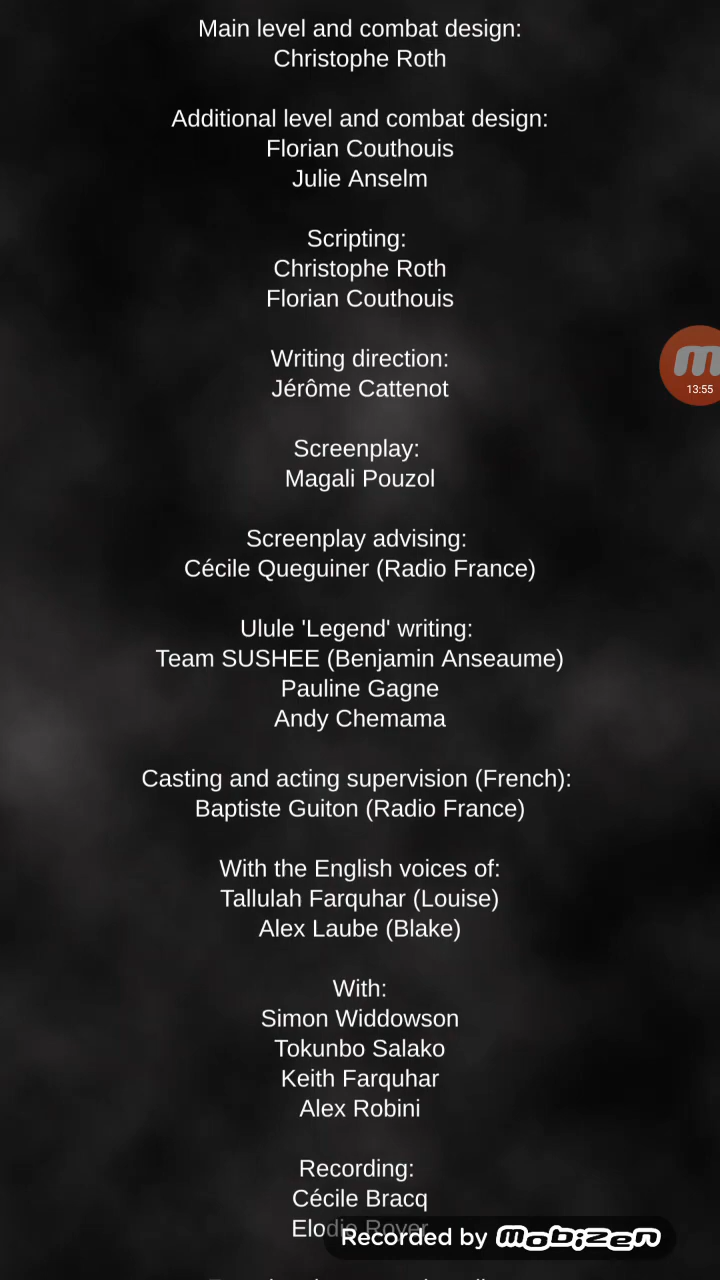 Main level and combat design:
Christophe Roth
Additional level and combat design:
Florian Couthouis
Julie Anselm
Scripting:
Christophe Roth
Florian Couthouis
Writing direction:
Jérôme Cattenot
Screenplay:
Magali Pouzol
Screenplay advising:
Cécile Queguiner (Radio France)
Ulule 'Legend' writing:
Team SUSHEE (Benjamin Anseaume)
Pauline Gagne
Andy Chemama
Casting and acting supervision (French):
Baptiste Guiton (Radio France)
With the English voices of:
Tallulah Farquhar (Louise)
Alex Laube (Blake)
With:
Simon Widdowson
Tokunbo Salako
Keith Farquhar
Alex Robini
Recording:
Cécile Bracq
Elodie Royer
m
13:55
Recorded by mobizen